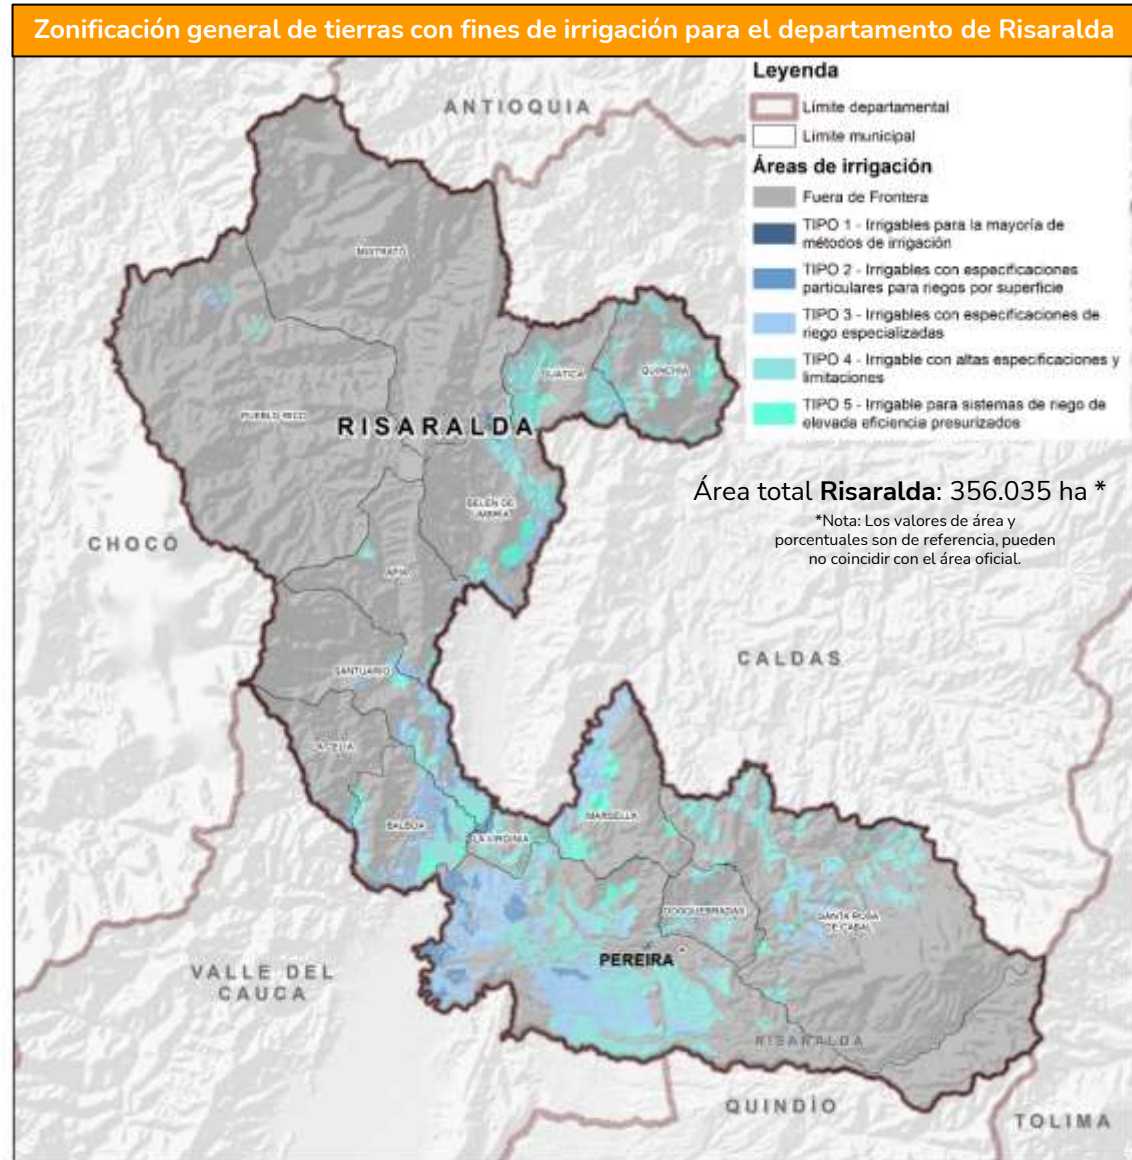 Zonificación general de tierras con fines de irrigación para el departamento de Risaralda
Leyenda
Límite departamental
Límite municipal
Áreas de irrigación
Fuera de Frontera
TIPO 1 - Irrigables para la mayoría de
métodos de irrigación
TIPO 2 - Irrigables con especificaciones
particulares para riegos por superficie
TIPO 3 - Irrigables con especificaciones de
riego especializadas
TIPO 4 - Irrigable con altas especificaciones y
limitaciones
TIPO 5 - Irrigable para sistemas de riego de
elevada eficiencia presurizados
Área total Risaralda: 356.035 ha *
*Nota: Los valores de área y
porcentuales son de referencia, pueden
no coincidir con el área oficial.
ANTIOQUIA
MISTRATÓ
GUÁTICA
QUINCHÍA
PUEBLO RICO
RISARALDA
BELÉN DE
UMBRÍA
CHOCÓ
APÍA
SANTUARIO
CALDAS
LA CELIA
BALBOA
LA VIRGINIA
MARSELLA
DOSQUEBRADAS
SANTA ROSA
DE CABAL
PEREIRA
VALLE DEL
CAUCA
RISARALDA
QUINDÍO
TOLIMA